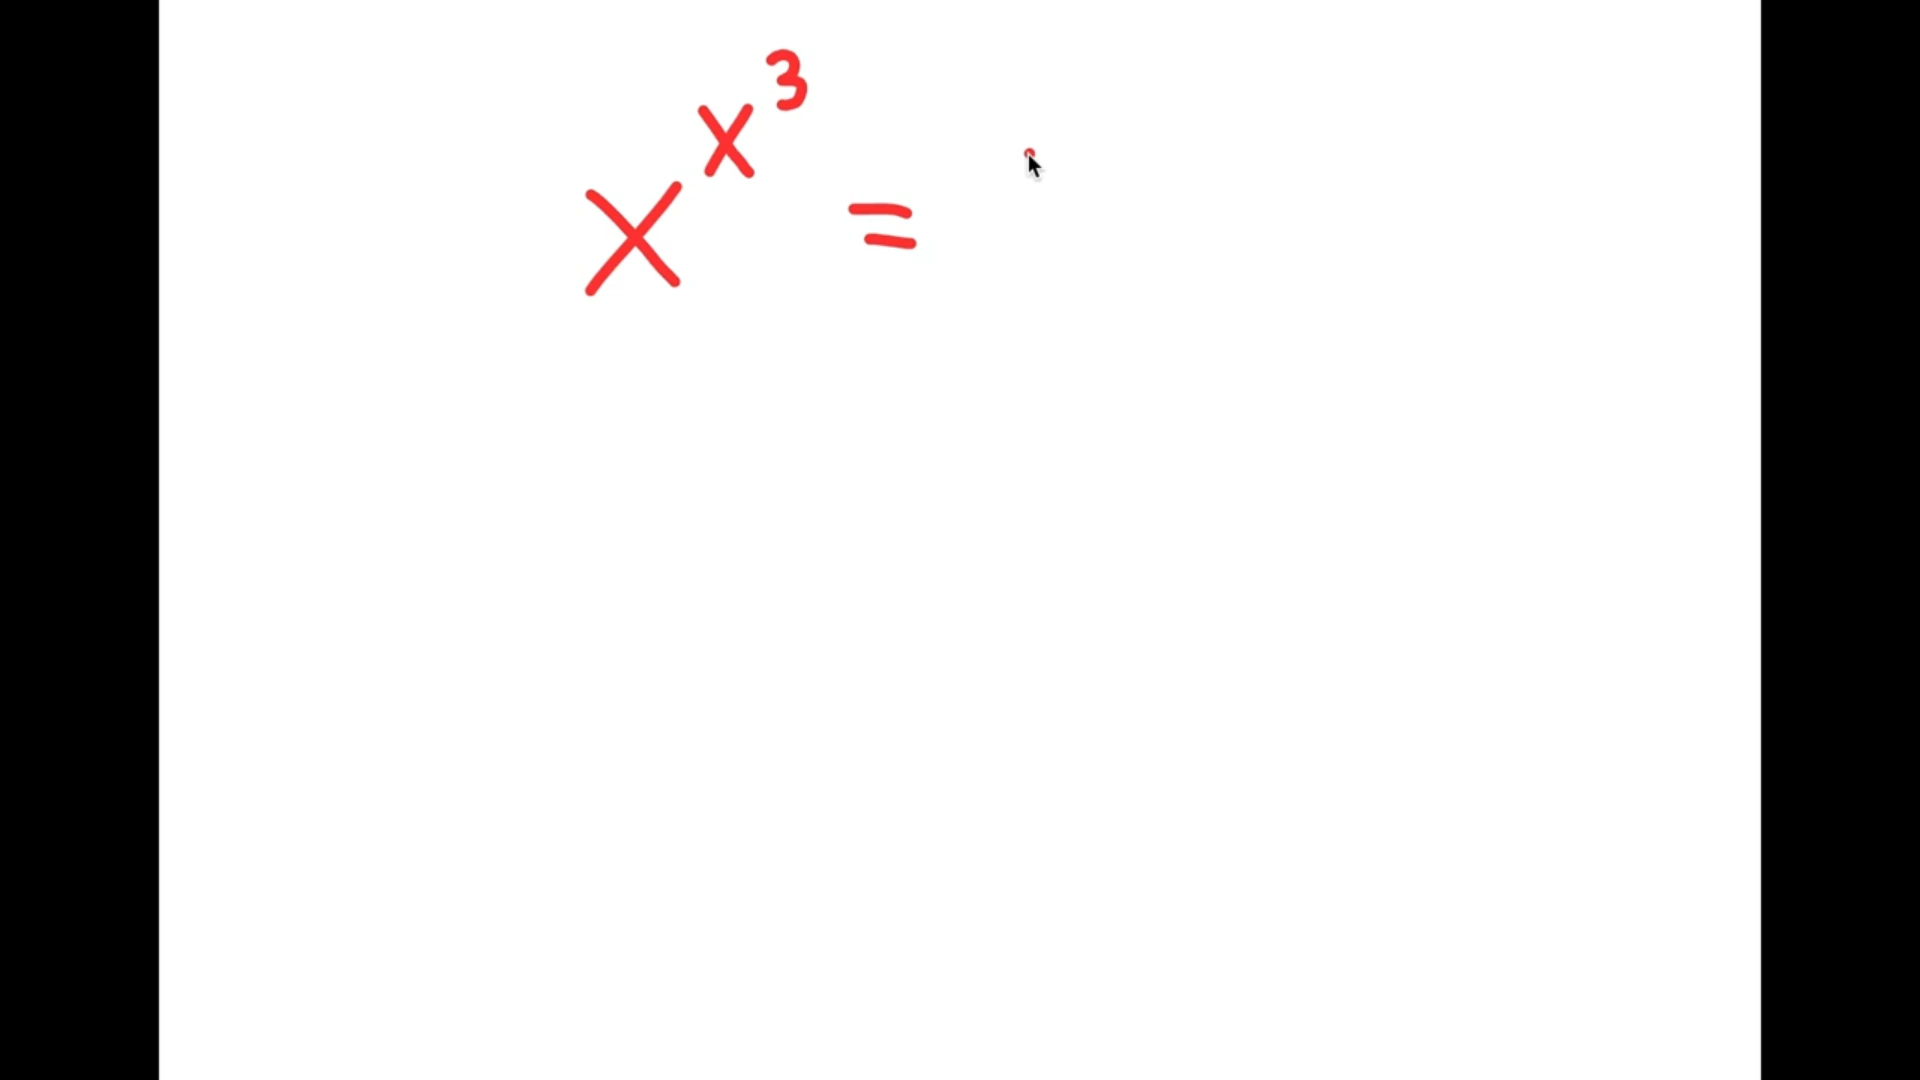 x^{x^3} =